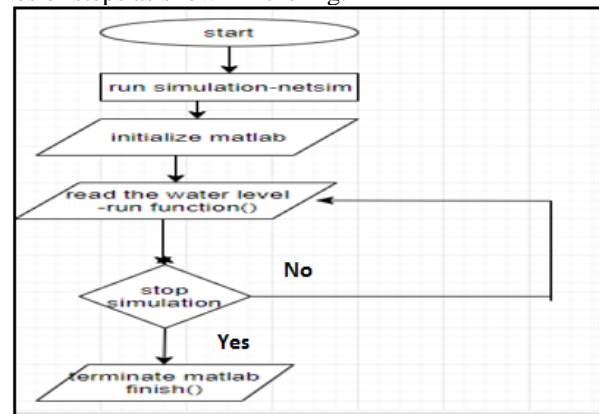 start
run simulation-netsim
initialize matlab
read the water level
-run function()
No
stop
simulation
Yes
terminate matlab
finish()